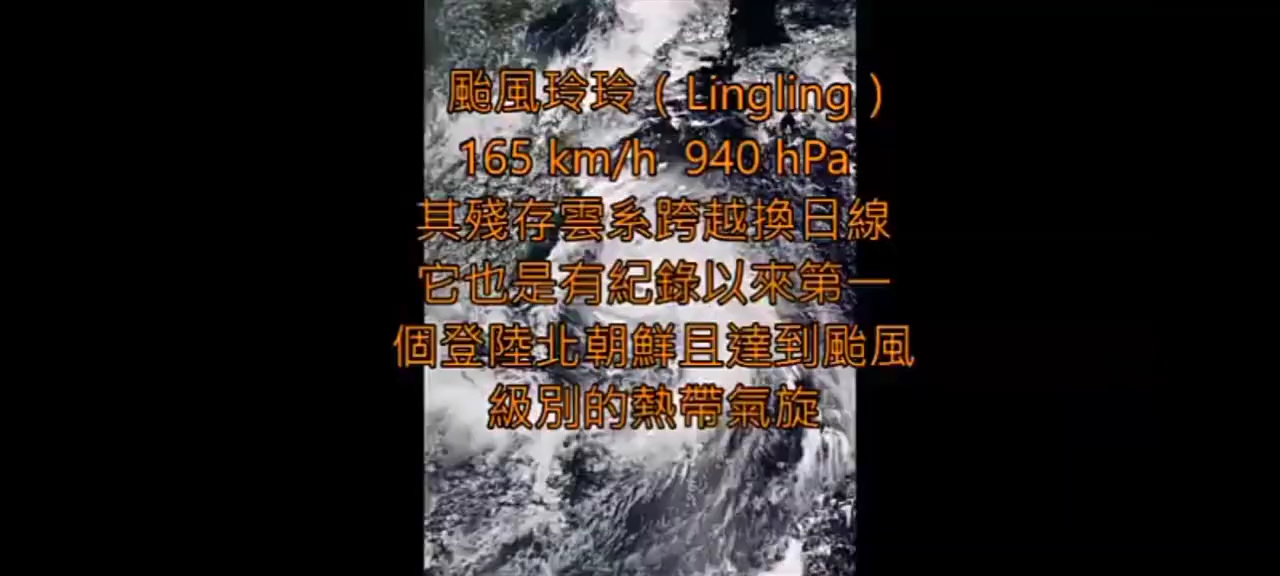 颱風玲玲（Lingling）
165 km/h  940 hPa
其殘存雲系跨越換日線
它也是有紀錄以來第一
個登陸北朝鮮且達到颱風
級別的熱帶氣旋